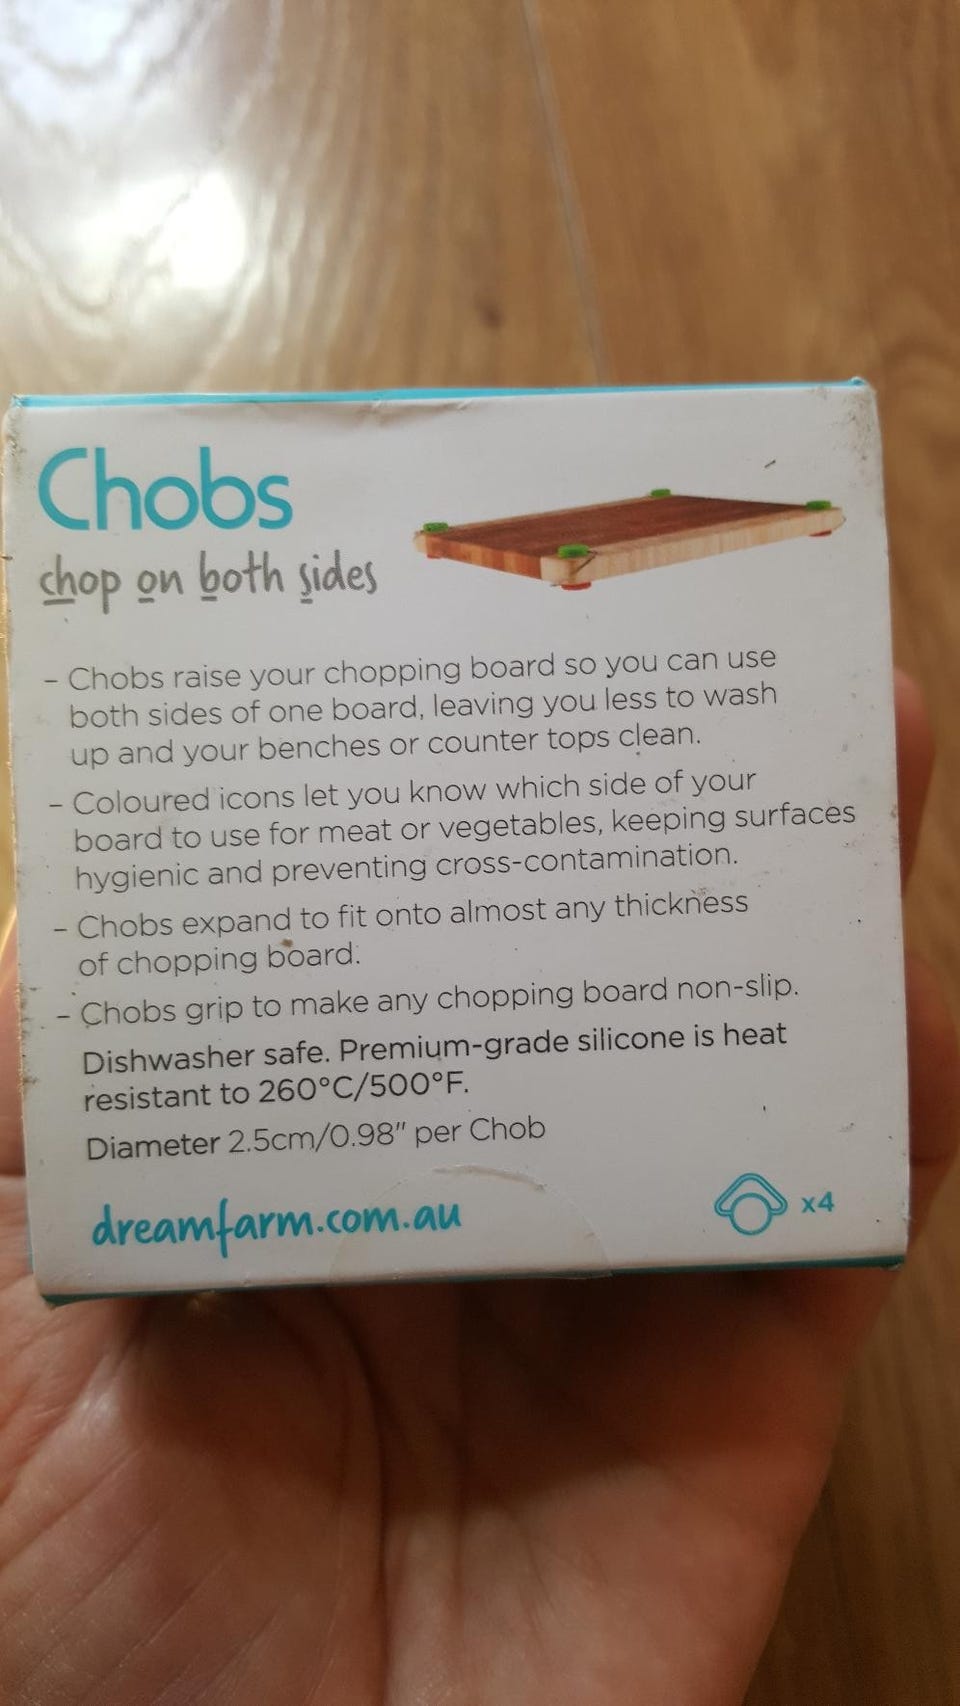 Chobs
chop on both sides
- Chobs raise your chopping board so you can use
both sides of one board, leaving you less to wash
up and your benches or counter tops clean.
- Coloured icons let you know which side of your
board to use for meat or vegetables, keeping surfaces
hygienic and preventing cross-contamination.
- Chobs expand to fit onto almost any thickness
of chopping board.
- Chobs grip to make any chopping board non-slip.
Dishwasher safe. Premium-grade silicone is heat
resistant to 260°C/500°F.
Diameter 2.5cm/0.98" per Chob
dreamfarm.com.au
x4